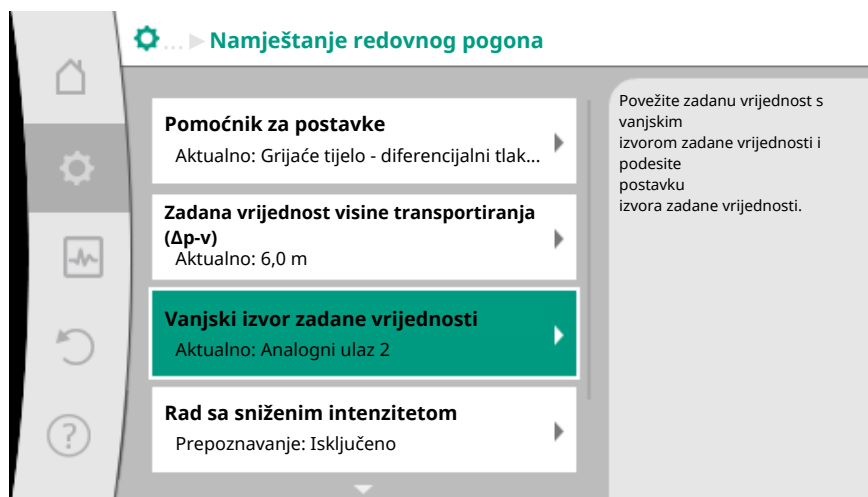 ... Namještanje redovnog pogona
Pomoćnik za postavke
Aktualno: Grijaće tijelo - diferencijalni tlak...
Zadana vrijednost visine transportiranja
(Δp-v)
Aktualno: 6,0 m
Vanjski izvor zadane vrijednosti
Aktualno: Analogni ulaz 2
Rad sa sniženim intenzitetom
Prepoznavanje: Isključeno
Povežite zadanu vrijednost s
vanjskim
izvorom zadane vrijednosti i
podesite
postavku
izvora zadane vrijednosti.
?